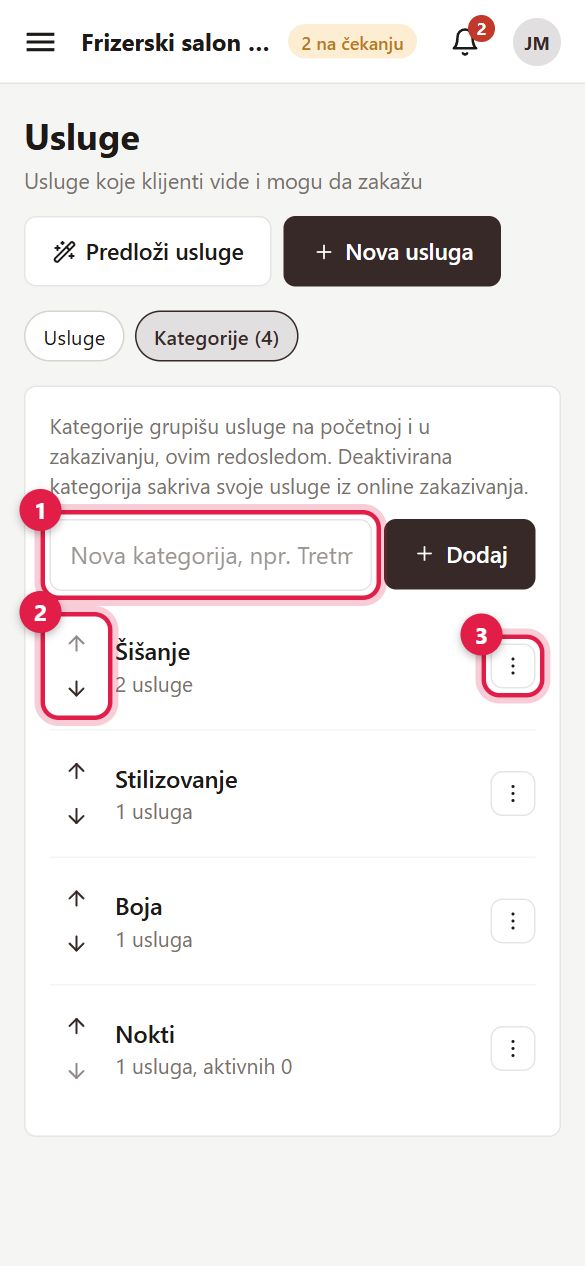 Frizerski salon ...
2 na čekanju
2
JM
Usluge
Usluge koje klijenti vide i mogu da zakažu
Predloži usluge
+ Nova usluga
Usluge
Kategorije (4)
Kategorije grupišu usluge na početnoj i u
zakazivanju, ovim redosledom. Deaktivirana
kategorija sakriva svoje usluge iz online zakazivanja.
1
Nova kategorija, npr. Tretm
+ Dodaj
2
Šišanje
2 usluge
3
Stilizovanje
1 usluga
Boja
1 usluga
Nokti
1 usluga, aktivnih 0